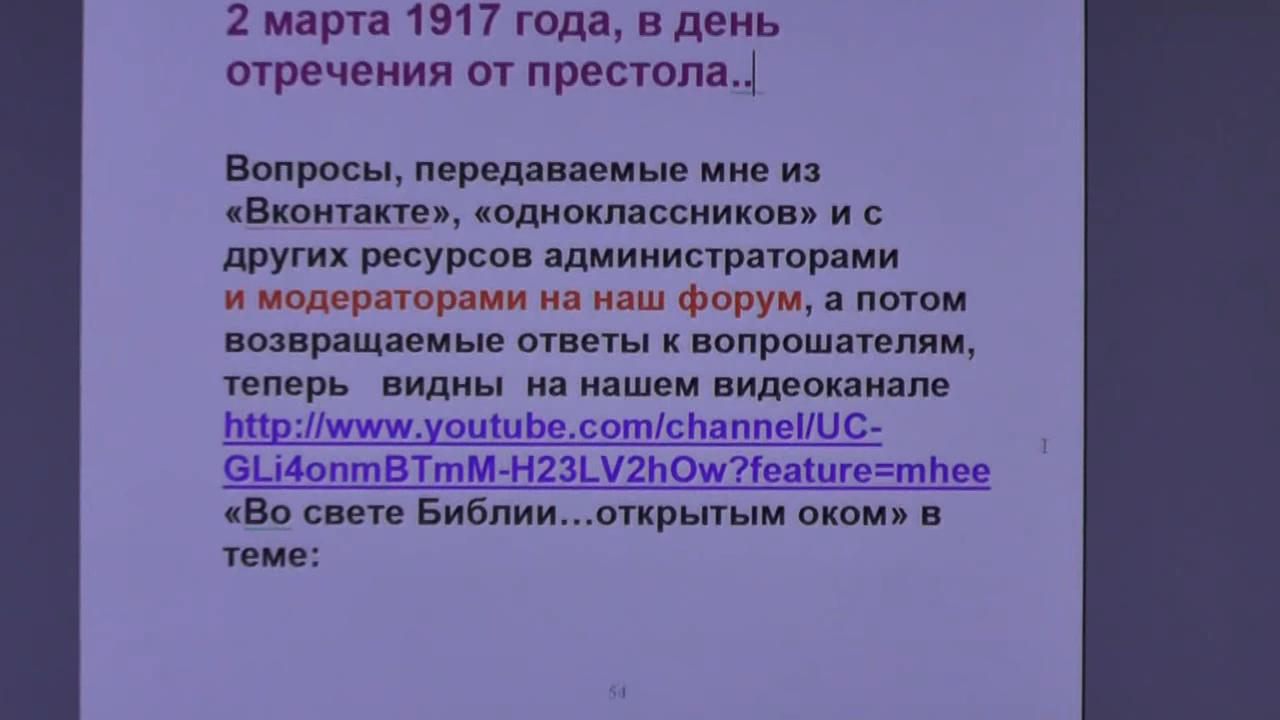 2 марта 1917 года, в день
отречения от престола..
Вопросы, передаваемые мне из
«Вконтакте», «одноклассников» и с
других ресурсов администраторами
и модераторами на наш форум, а потом
возвращаемые ответы к вопрошателям,
теперь видны на нашем видеоканале
http://www.youtube.com/channel/UC-
GLi4onmBTmM-H23LV2hOw?feature=mhee
«Во свете Библии...открытым оком» в
теме:
54